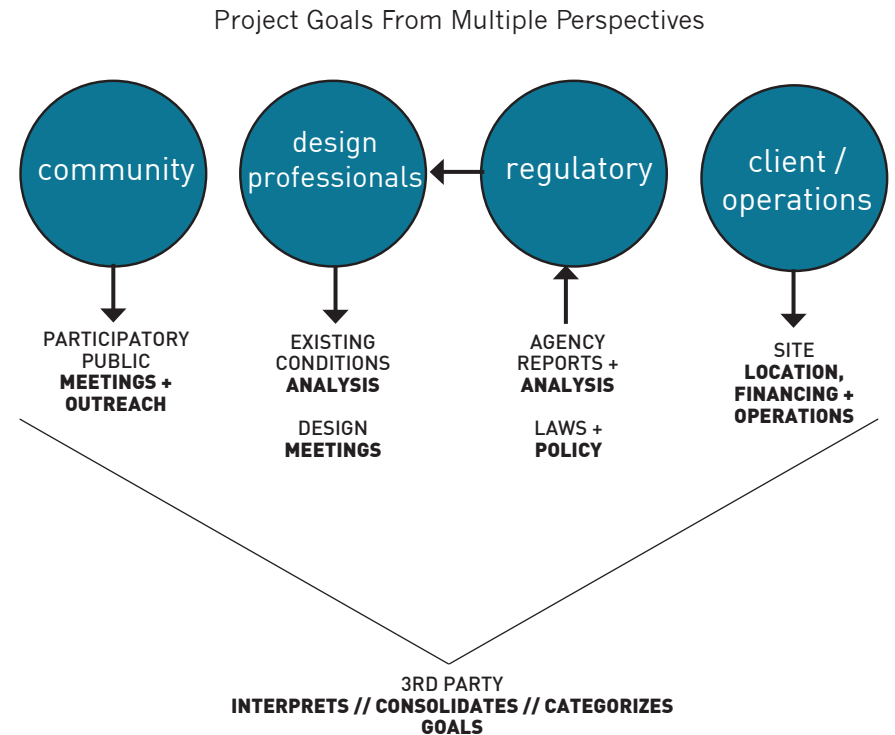 Project Goals From Multiple Perspectives
community
design
professionals
regulatory
client /
operations
PARTICIPATORY
PUBLIC
MEETINGS +
OUTREACH
EXISTING
CONDITIONS
ANALYSIS
DESIGN
MEETINGS
AGENCY
REPORTS +
ANALYSIS
LAWS +
POLICY
SITE
LOCATION,
FINANCING +
OPERATIONS
3RD PARTY
INTERPRETS // CONSOLIDATES // CATEGORIZES
GOALS